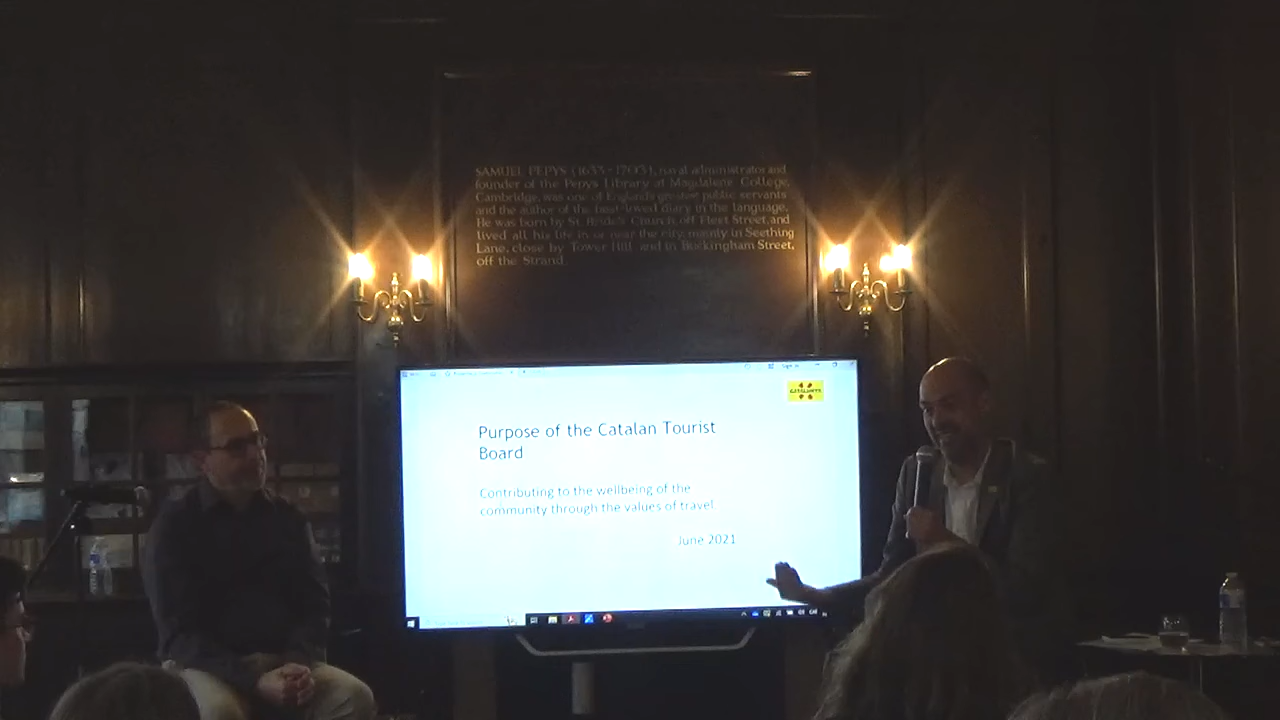 SAMUEL PEPYS (1633-1703), naval administrator and
founder of the Pepys Library at Magdalene College,
Cambridge, was one of England's greatest public servants
and the author of the best-loved diary in the language.
He was born by St. Bride's Church off Fleet Street, and
lived all his life in or near the city, mainly in Seething
Lane, close by Tower Hill, and in Buckingham Street,
off the Strand.
Sign in
CATALUNYA
Purpose of the Catalan Tourist
Board
Contributing to the wellbeing of the
community through the values of travel
June 2021